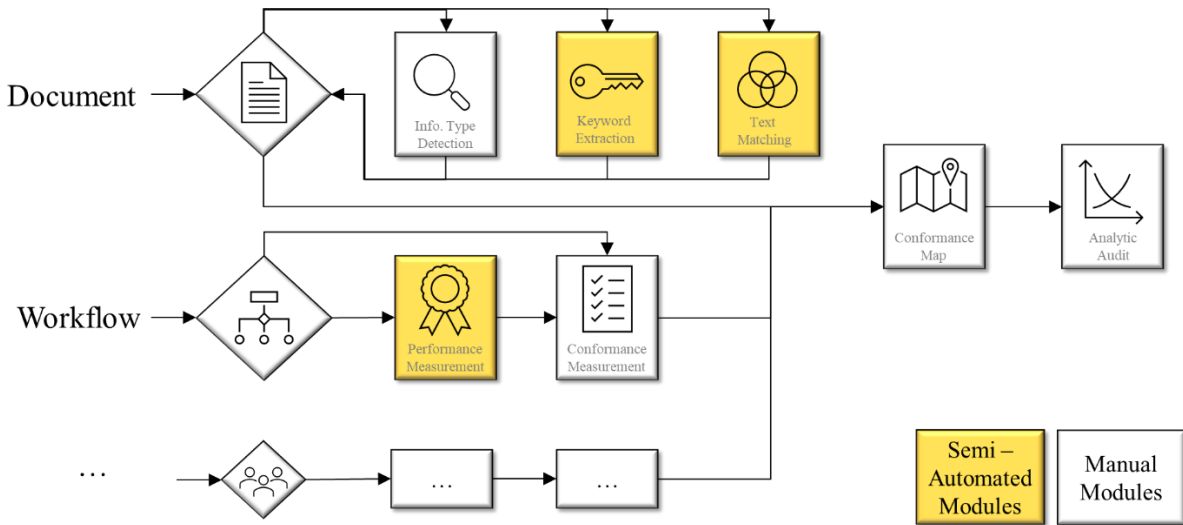 Document
Info. Type
Detection
Keyword
Extraction
Text
Matching
Conformance
Map
Analytic
Audit
Workflow
Performance
Measurement
Conformance
Measurement
…
…
…
Semi –
Automated
Modules
Manual
Modules